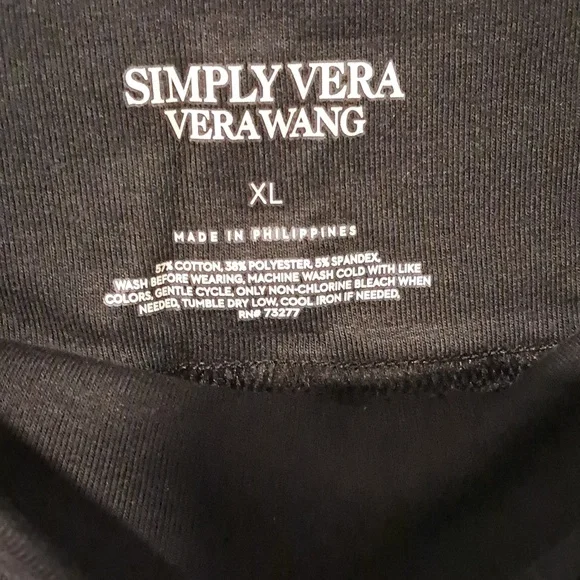 SIMPLY VERA
VERA WANG
XL
MADE IN PHILIPPINES
57% COTTON, 38% POLYESTER, 5% SPANDEX,
WASH BEFORE WEARING, MACHINE WASH COLD WITH LIKE
COLORS, GENTLE CYCLE, ONLY NON-CHLORINE BLEACH WHEN
NEEDED, TUMBLE DRY LOW, COOL IRON IF NEEDED,
RN# 73277